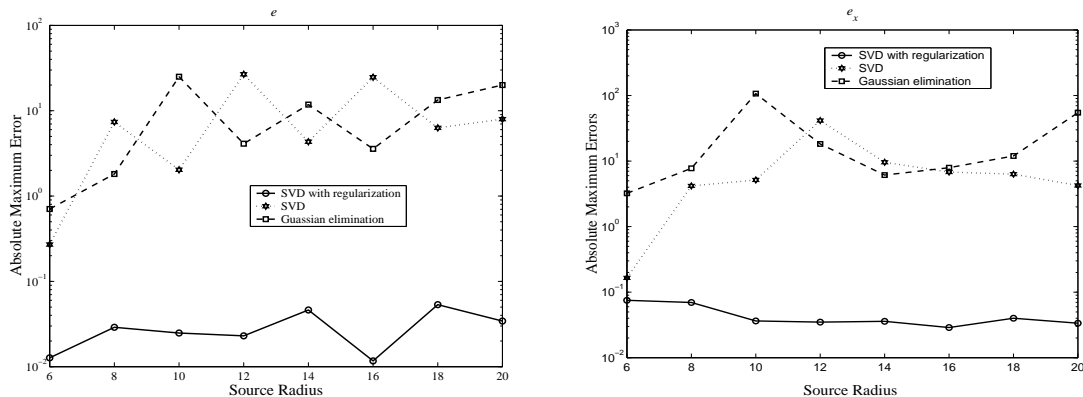 e
10^2
10^1
10^0
10^-1
10^-2
Absolute Maximum Error
SVD with regularization
SVD
Guassian elimination
6 8 10 12 14 16 18 20
Source Radius
e_x
10^3
10^2
10^1
10^0
10^-1
10^-2
Absolute Maximum Errors
SVD with regularization
SVD
Gaussian elimination
6 8 10 12 14 16 18 20
Source Radius